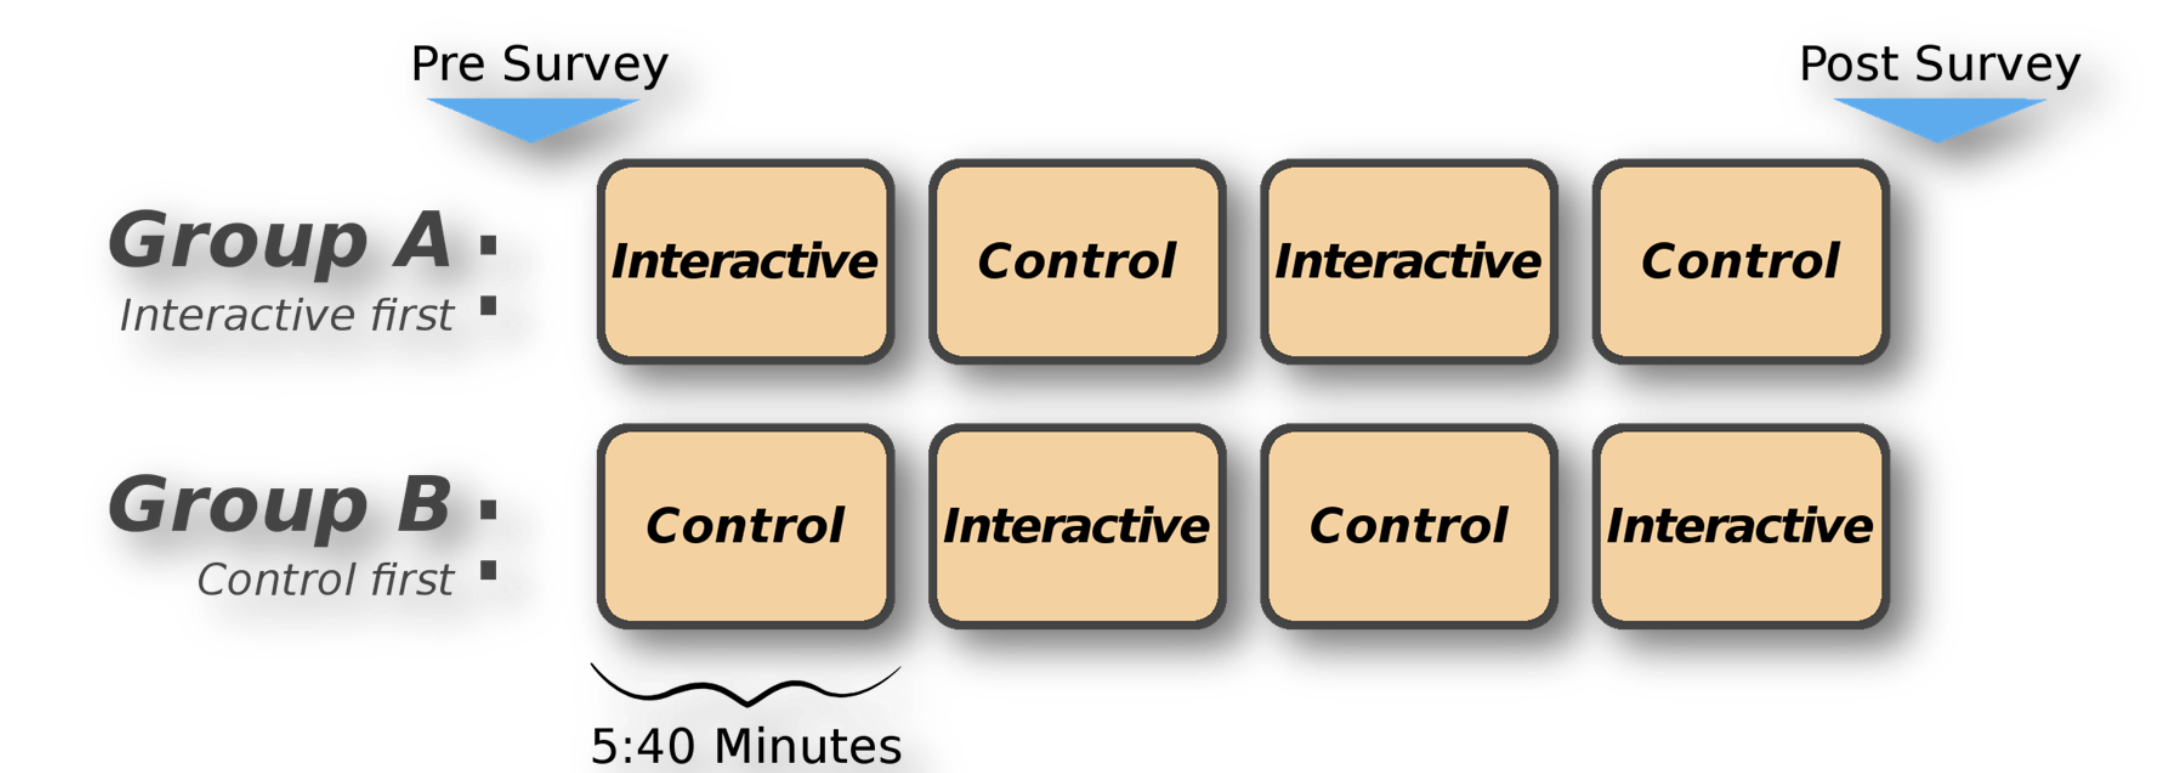 Pre Survey
Post Survey
Group A :
Interactive first
Interactive
Control
Interactive
Control
Group B :
Control first
Control
Interactive
Control
Interactive
5:40 Minutes